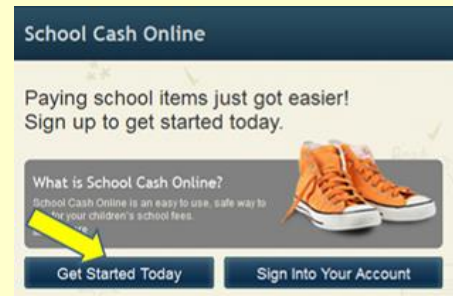 School Cash Online
Paying school items just got easier!
Sign up to get started today.
What is School Cash Online?
School Cash Online is an easy to use, safe way to
for your children's school fees.
Get Started Today Sign Into Your Account